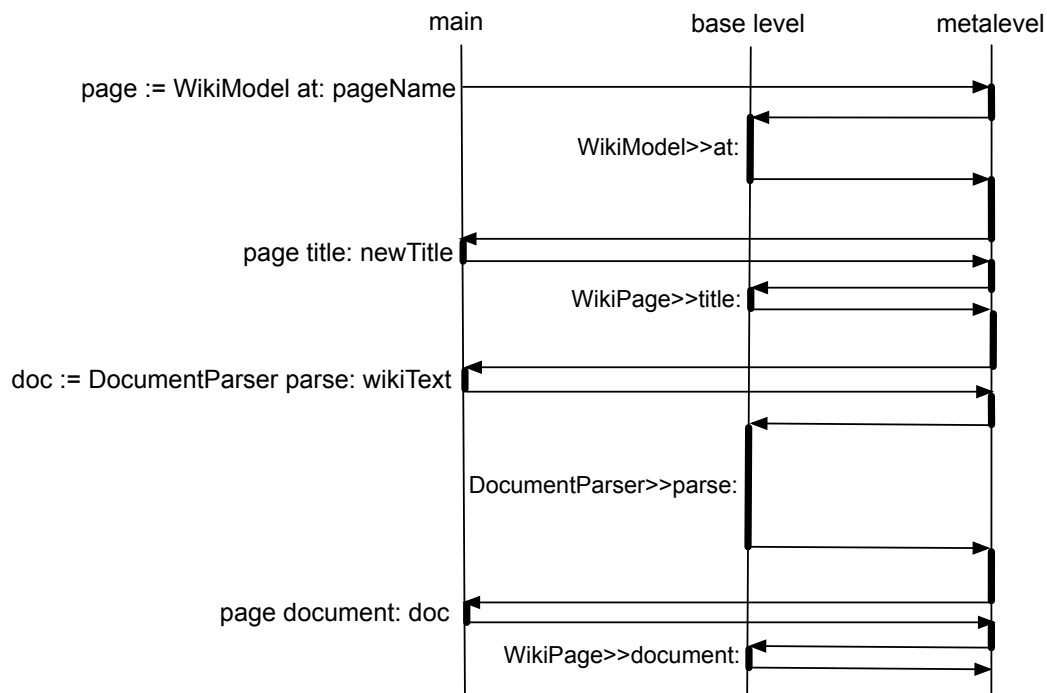 main
base level
metalevel
page := WikiModel at: pageName
WikiModel>>at:
page title: newTitle
WikiPage>>title:
doc := DocumentParser parse: wikiText
DocumentParser>>parse:
page document: doc
WikiPage>>document: